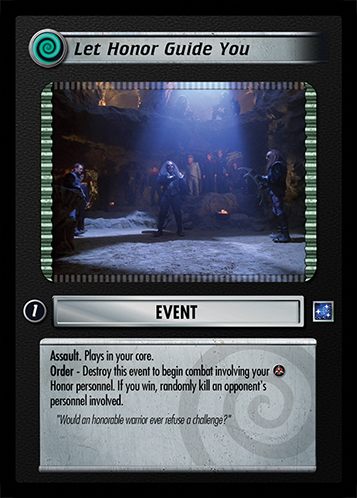 Let Honor Guide You
1
EVENT
Assault. Plays in your core.
Order - Destroy this event to begin combat involving your
Honor personnel. If you win, randomly kill an opponent's
personnel involved.
"Would an honorable warrior ever refuse a challenge?"